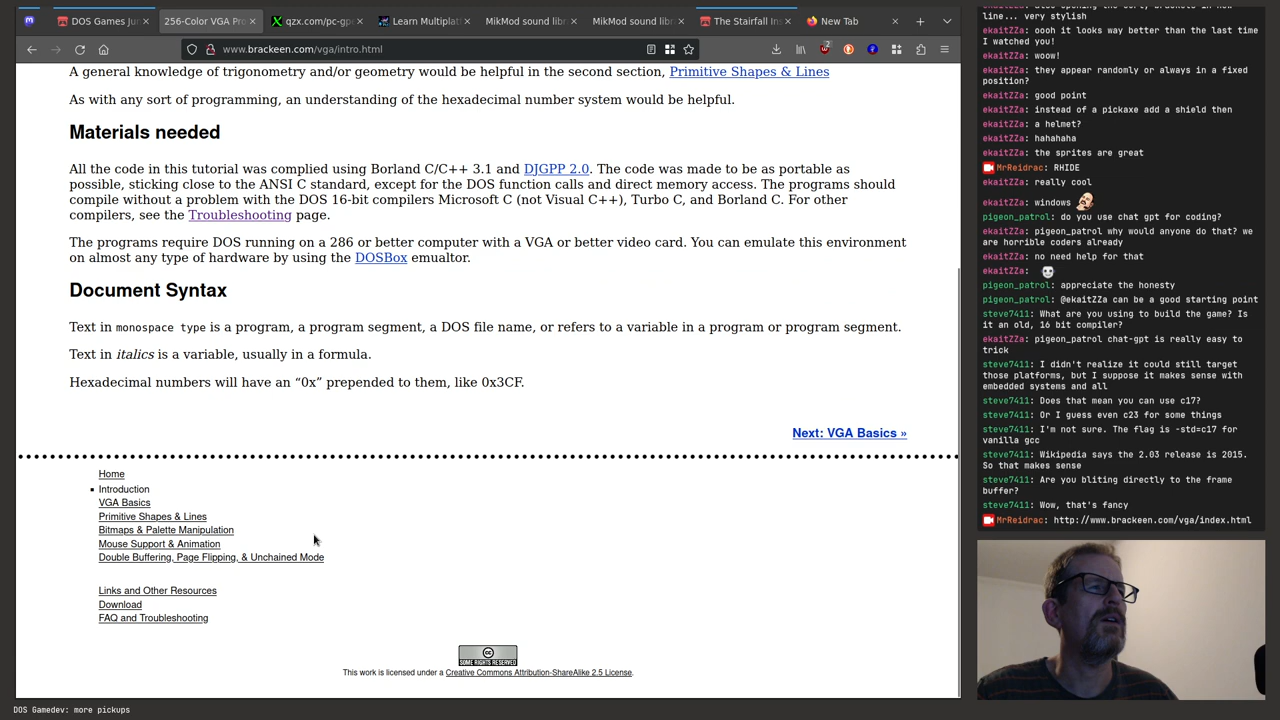 DOS Games Ju
256-Color VGA Pro
qzx.com/pc-gp
Learn Multiplat
MikMod sound libr
MikMod sound libr
The Stairfall Ins
New Tab
www.brackeen.com/vga/intro.html
2
A general knowledge of trigonometry and/or geometry would be helpful in the second section, Primitive Shapes & Lines
As with any sort of programming, an understanding of the hexadecimal number system would be helpful.
Materials needed
All the code in this tutorial was complied using Borland C/C++ 3.1 and DJGPP 2.0. The code was made to be as portable as
possible, sticking close to the ANSI C standard, except for the DOS function calls and direct memory access. The programs should
compile without a problem with the DOS 16-bit compilers Microsoft C (not Visual C++), Turbo C, and Borland C. For other
compilers, see the Troubleshooting page.
The programs require DOS running on a 286 or better computer with a VGA or better video card. You can emulate this environment
on almost any type of hardware by using the DOSBox emualtor.
Document Syntax
Text in monospace type is a program, a program segment, a DOS file name, or refers to a variable in a program or program segment.
Text in italics is a variable, usually in a formula.
Hexadecimal numbers will have an “0x” prepended to them, like 0x3CF.
Next: VGA Basics »
Home
Introduction
VGA Basics
Primitive Shapes & Lines
Bitmaps & Palette Manipulation
Mouse Support & Animation
Double Buffering, Page Flipping, & Unchained Mode
Links and Other Resources
Download
FAQ and Troubleshooting
SOME RIGHTS RESERVED
This work is licensed under a Creative Commons Attribution-ShareAlike 2.5 License.
line... very stylish
ekaitZZa: oooh it looks way better than the last time
I watched you!
ekaitZZa: woow!
ekaitZZa: they appear randomly or always in a fixed
position?
ekaitZZa: good point
ekaitZZa: instead of a pickaxe add a shield then
ekaitZZa: a helmet?
ekaitZZa: hahahaha
ekaitZZa: the sprites are great
MrReidrac: RHIDE
ekaitZZa: really cool
ekaitZZa: windows
pigeon_patrol: do you use chat gpt for coding?
ekaitZZa: pigeon_patrol why would anyone do that? we
are horrible coders already
ekaitZZa: no need help for that
ekaitZZa:
pigeon_patrol: appreciate the honesty
pigeon_patrol: @ekaitZZa can be a good starting point
steve7411: What are you using to build the game? Is
it an old, 16 bit compiler?
ekaitZZa: pigeon_patrol chat-gpt is really easy to
trick
steve7411: I didn't realize it could still target
those platforms, but I suppose it makes sense with
embedded systems and all
steve7411: Does that mean you can use c17?
steve7411: Or I guess even c23 for some things
steve7411: I'm not sure. The flag is -std=c17 for
vanilla gcc
steve7411: Wikipedia says the 2.03 release is 2015.
So that makes sense
steve7411: Are you bliting directly to the frame
buffer?
steve7411: Wow, that's fancy
MrReidrac: http://www.brackeen.com/vga/index.html
DOS Gamedev: more pickups